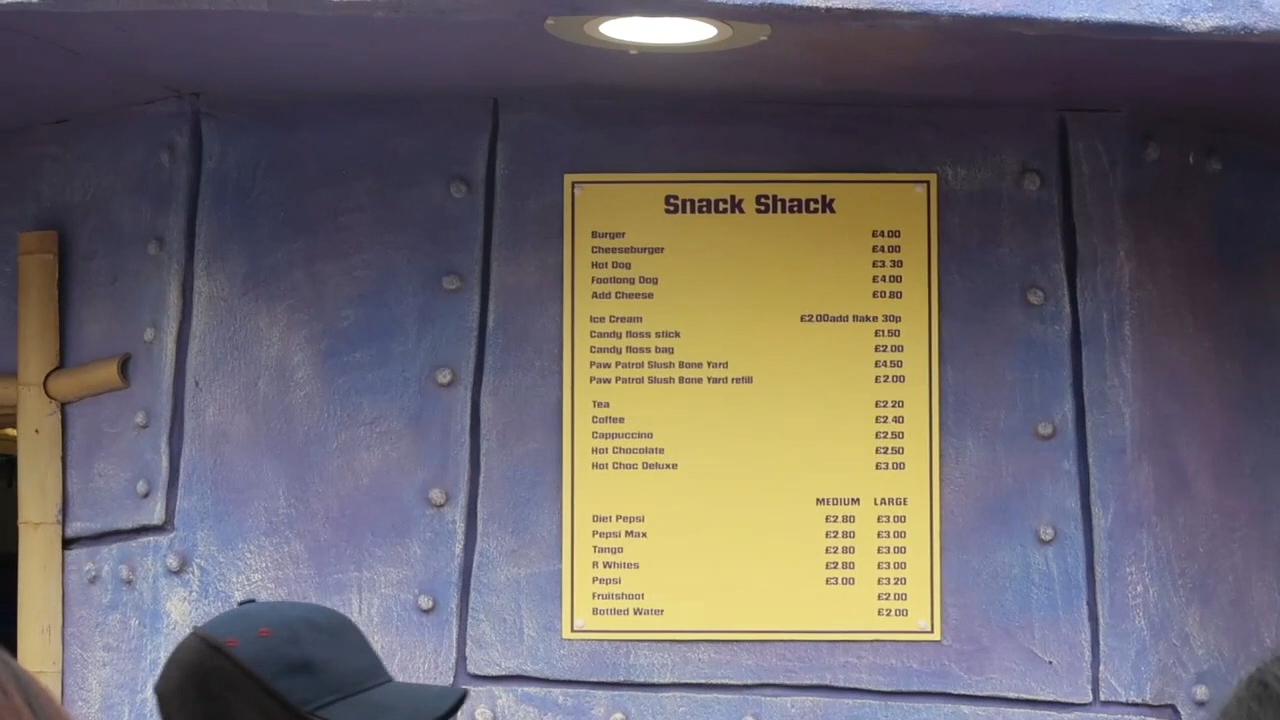 Snack Shack
Burger £4.00
Cheeseburger £4.00
Hot Dog £3.30
Footlong Dog £4.00
Add Cheese £0.80
Ice Cream £2.00add flake 30p
Candy floss stick £1.50
Candy floss bag £2.00
Paw Patrol Slush Bone Yard £4.50
Paw Patrol Slush Bone Yard refill £2.00
Tea £2.20
Coffee £2.40
Cappuccino £2.50
Hot Chocolate £2.50
Hot Choc Deluxe £3.00
MEDIUM LARGE
Diet Pepsi £2.80 £3.00
Pepsi Max £2.80 £3.00
Tango £2.80 £3.00
R Whites £2.80 £3.00
Pepsi £3.00 £3.20
Fruitshoot £2.00
Bottled Water £2.00